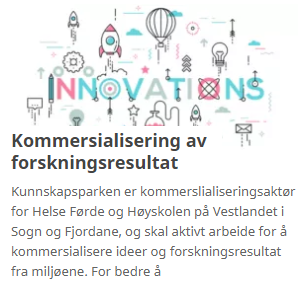 INNOVATIONS
Kommersialisering av
forskningsresultat
Kunnskapsparken er kommerslialiseringsaktør
for Helse Førde og Høyskolen på Vestlandet i
Sogn og Fjordane, og skal aktivt arbeide for å
kommersialisere ideer og forskningsresultat
fra miljøene. For bedre å